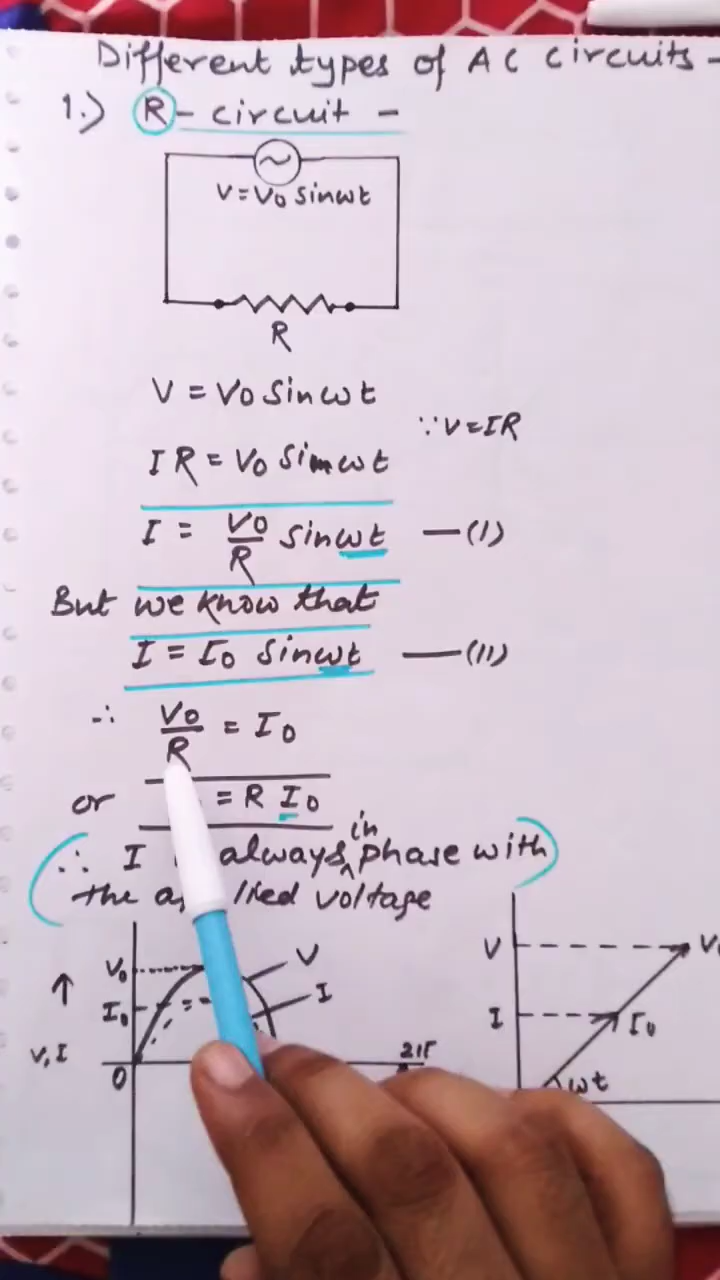 Different types of AC circuits -
1.) R - circuit -
V = V0 sinωt
R
V = V0 sinωt
∵ V = IR
IR = V0 sinωt
I = V0/R sinωt —(I)
But we know that
I = I0 sinωt —(II)
∴ V0/R = I0
or = R I0
∴ I always in phase with
the voltage
V0 V
I0 I
V, I
0 2π
V V0
I I0
ωt